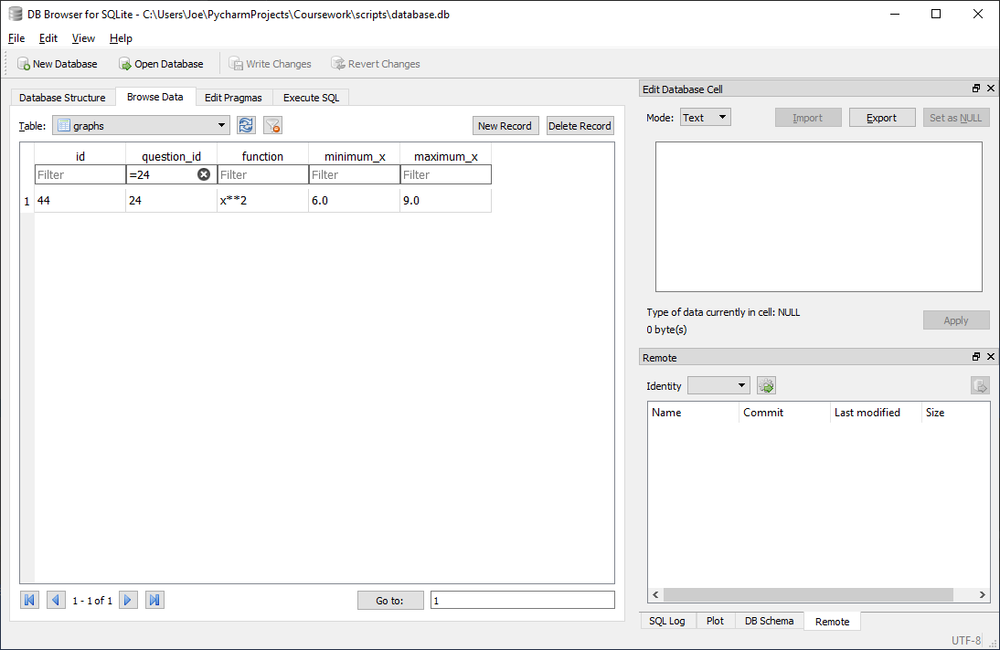 DB Browser for SQLite - C:\Users\Joe\PycharmProjects\Coursework\scripts\database.db
File Edit View Help
New Database Open Database Write Changes Revert Changes
Database Structure Browse Data Edit Pragmas Execute SQL
Table: graphs New Record Delete Record
id question_id function minimum_x maximum_x
Filter =24 Filter Filter Filter
1 44 24 x**2 6.0 9.0
1 - 1 of 1 Go to: 1
Edit Database Cell
Mode: Text Import Export Set as NULL
Type of data currently in cell: NULL
0 byte(s)
Apply
Remote
Identity
Name Commit Last modified Size
SQL Log Plot DB Schema Remote
UTF-8